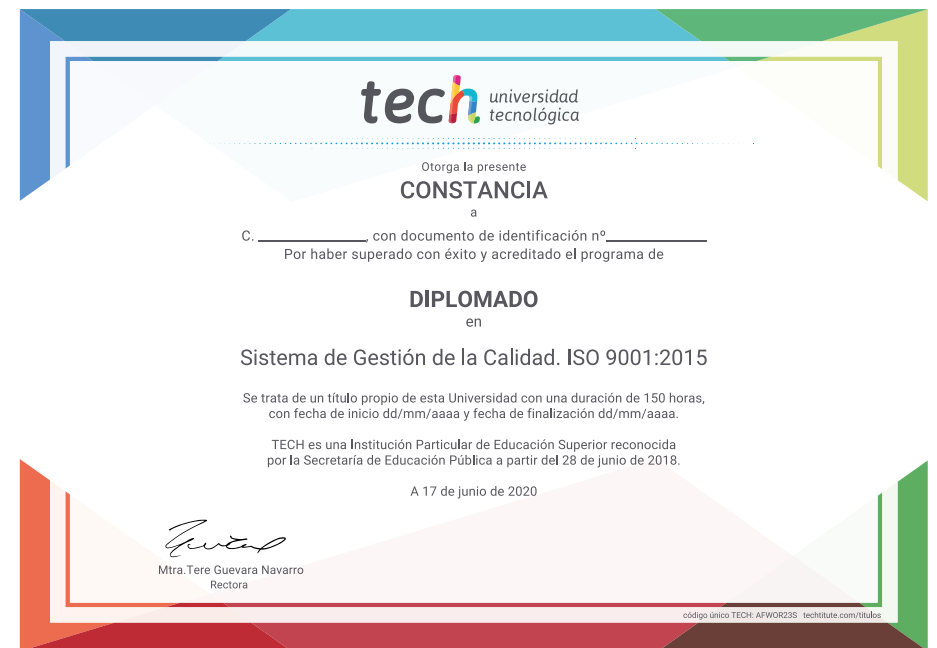 tech universidad
tecnológica
Otorga la presente
CONSTANCIA
a
C. ______________, con documento de identificación nº_____________
Por haber superado con éxito y acreditado el programa de
DIPLOMADO
en
Sistema de Gestión de la Calidad. ISO 9001:2015
Se trata de un título propio de esta Universidad con una duración de 150 horas,
con fecha de inicio dd/mm/aaaa y fecha de finalización dd/mm/aaaa.
TECH es una Institución Particular de Educación Superior reconocida
por la Secretaría de Educación Pública a partir del 28 de junio de 2018.
A 17 de junio de 2020
Mtra.Tere Guevara Navarro
Rectora
código único TECH: AFWOR23S techtitute.com/titulos